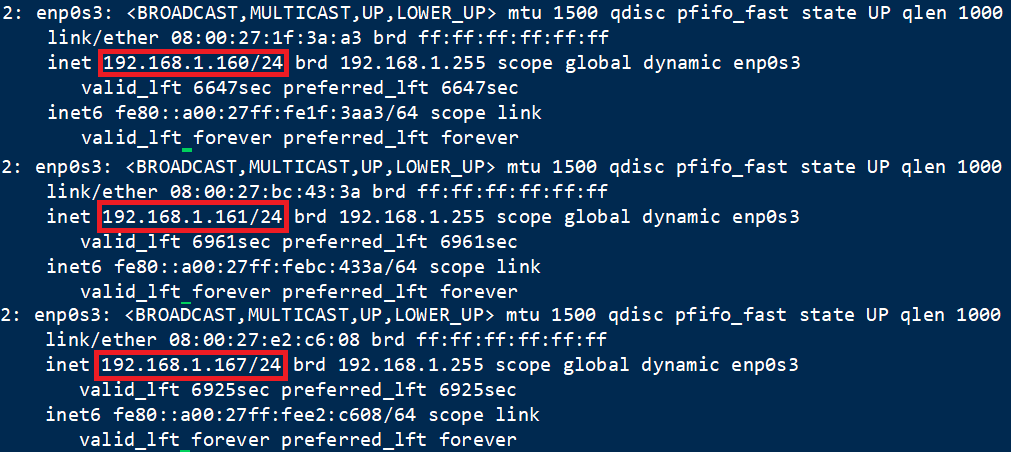 2: enp0s3: <BROADCAST,MULTICAST,UP,LOWER_UP> mtu 1500 qdisc pfifo_fast state UP qlen 1000
link/ether 08:00:27:1f:3a:a3 brd ff:ff:ff:ff:ff:ff
inet 192.168.1.160/24 brd 192.168.1.255 scope global dynamic enp0s3
valid_lft 6647sec preferred_lft 6647sec
inet6 fe80::a00:27ff:fe1f:3aa3/64 scope link
valid_lft forever preferred_lft forever
2: enp0s3: <BROADCAST,MULTICAST,UP,LOWER_UP> mtu 1500 qdisc pfifo_fast state UP qlen 1000
link/ether 08:00:27:bc:43:3a brd ff:ff:ff:ff:ff:ff
inet 192.168.1.161/24 brd 192.168.1.255 scope global dynamic enp0s3
valid_lft 6961sec preferred_lft 6961sec
inet6 fe80::a00:27ff:febc:433a/64 scope link
valid_lft forever preferred_lft forever
2: enp0s3: <BROADCAST,MULTICAST,UP,LOWER_UP> mtu 1500 qdisc pfifo_fast state UP qlen 1000
link/ether 08:00:27:e2:c6:08 brd ff:ff:ff:ff:ff:ff
inet 192.168.1.167/24 brd 192.168.1.255 scope global dynamic enp0s3
valid_lft 6925sec preferred_lft 6925sec
inet6 fe80::a00:27ff:fee2:c608/64 scope link
valid_lft forever preferred_lft forever